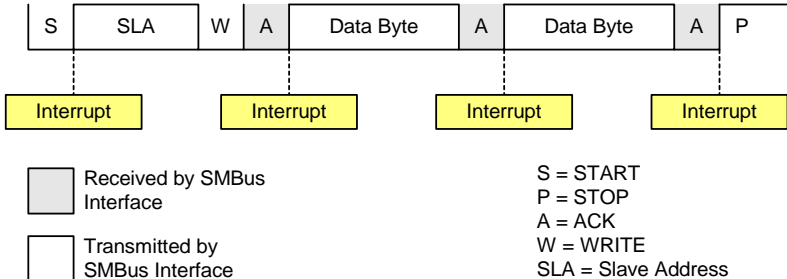 S SLA W A Data Byte A Data Byte A P
Interrupt Interrupt Interrupt Interrupt
Received by SMBus
Interface
Transmitted by
SMBus Interface
S = START
P = STOP
A = ACK
W = WRITE
SLA = Slave Address